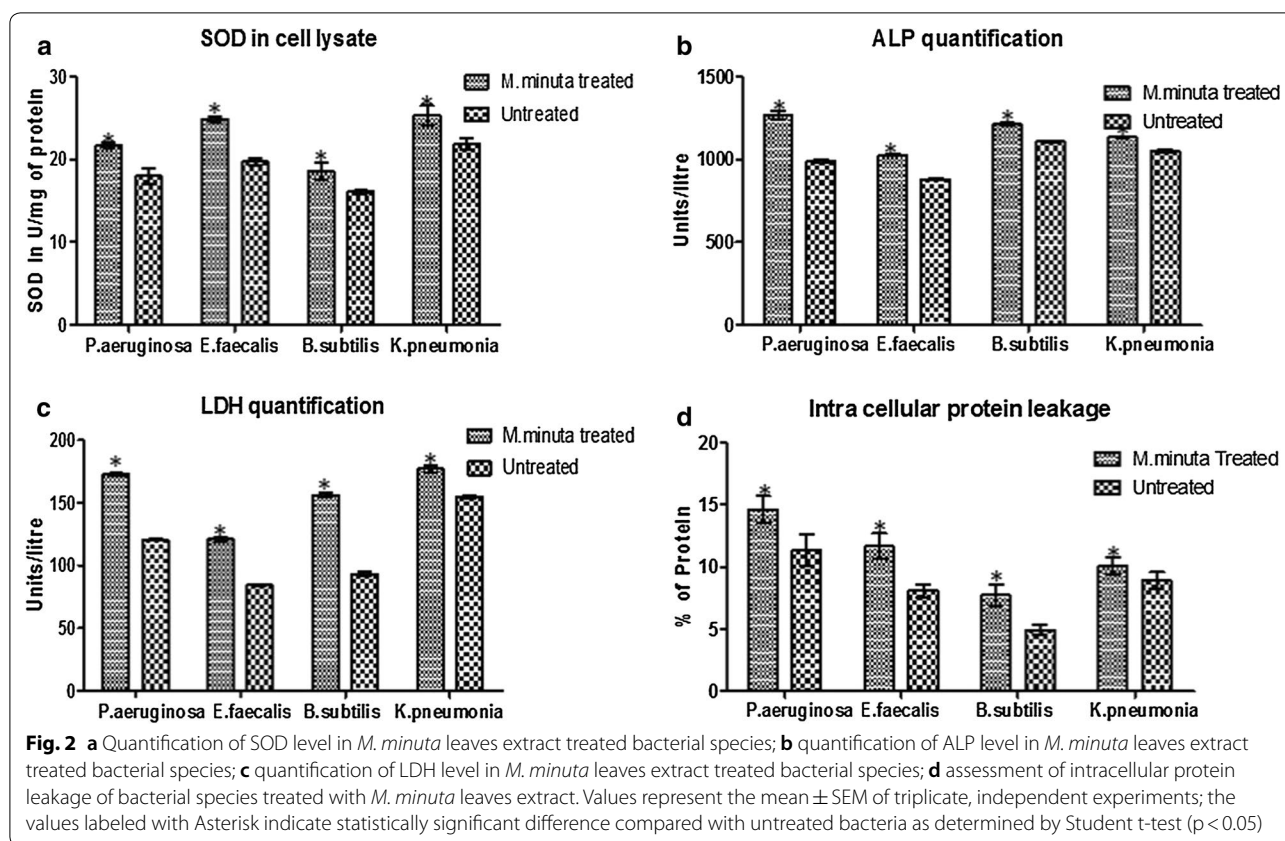 a
SOD in cell lysate
M.minuta treated
Untreated
SOD in U/mg of protein
30
20
10
0
* * * *
P.aeruginosa E.faecalis B.subtilis K.pneumonia
b
ALP quantification
M.minuta treated
Untreated
Units/litre
1500
1000
500
0
* * * *
P.aeruginosa E.faecalis B.subtilis K.pneumonia
c
LDH quantification
M.minuta treated
Untreated
Units/litre
200
150
100
50
0
* * * *
P.aeruginosa E.faecalis B.subtilis K.pneumonia
d
Intra cellular protein leakage
M.minuta Treated
Untreated
% of Protein
20
15
10
5
0
* * * *
P.aeruginosa E.faecalis B.subtilis K.pneumonia
Fig. 2 a Quantification of SOD level in M. minuta leaves extract treated bacterial species; b quantification of ALP level in M. minuta leaves extract
treated bacterial species; c quantification of LDH level in M. minuta leaves extract treated bacterial species; d assessment of intracellular protein
leakage of bacterial species treated with M. minuta leaves extract. Values represent the mean ± SEM of triplicate, independent experiments; the
values labeled with Asterisk indicate statistically significant difference compared with untreated bacteria as determined by Student t-test (p < 0.05)